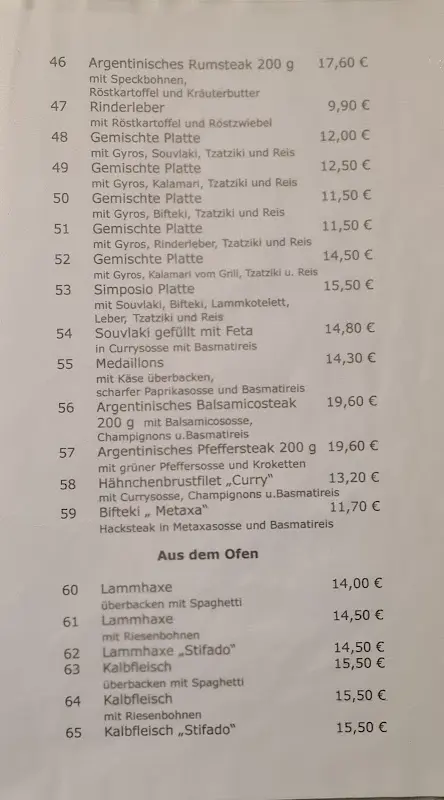 46 Argentinisches Rumsteak 200 g 17,60 €
mit Speckbohnen,
Röstkartoffel und Kräuterbutter
47 Rinderleber 9,90 €
mit Röstkartoffel und Röstzwiebel
48 Gemischte Platte 12,00 €
mit Gyros, Souvlaki, Tzatziki und Reis
49 Gemischte Platte 12,50 €
mit Gyros, Kalamari, Tzatziki und Reis
50 Gemischte Platte 11,50 €
mit Gyros, Bifteki, Tzatziki und Reis
51 Gemischte Platte 11,50 €
mit Gyros, Rinderleber, Tzatziki und Reis
52 Gemischte Platte 14,50 €
mit Gyros, Kalamari vom Grill, Tzatziki u. Reis
53 Simposio Platte 15,50 €
mit Souvlaki, Bifteki, Lammkotelett,
Leber, Tzatziki und Reis
54 Souvlaki gefüllt mit Feta 14,80 €
in Currysosse mit Basmatireis
55 Medaillons 14,30 €
mit Käse überbacken,
scharfer Paprikasosse und Basmatireis
56 Argentinisches Balsamicosteak 19,60 €
200 g mit Balsamicososse,
Champignons u.Basmatireis
57 Argentinisches Pfeffersteak 200 g 19,60 €
mit grüner Pfeffersosse und Kroketten
58 Hähnchenbrustfilet „Curry“ 13,20 €
mit Currysosse, Champignons u.Basmatireis
59 Bifteki „ Metaxa“ 11,70 €
Hacksteak in Metaxasosse und Basmatireis
Aus dem Ofen
60 Lammhaxe 14,00 €
überbacken mit Spaghetti
61 Lammhaxe 14,50 €
mit Riesenbohnen
62 Lammhaxe „Stifado“ 14,50 €
63 Kalbfleisch 15,50 €
überbacken mit Spaghetti
64 Kalbfleisch 15,50 €
mit Riesenbohnen
65 Kalbfleisch „Stifado“ 15,50 €